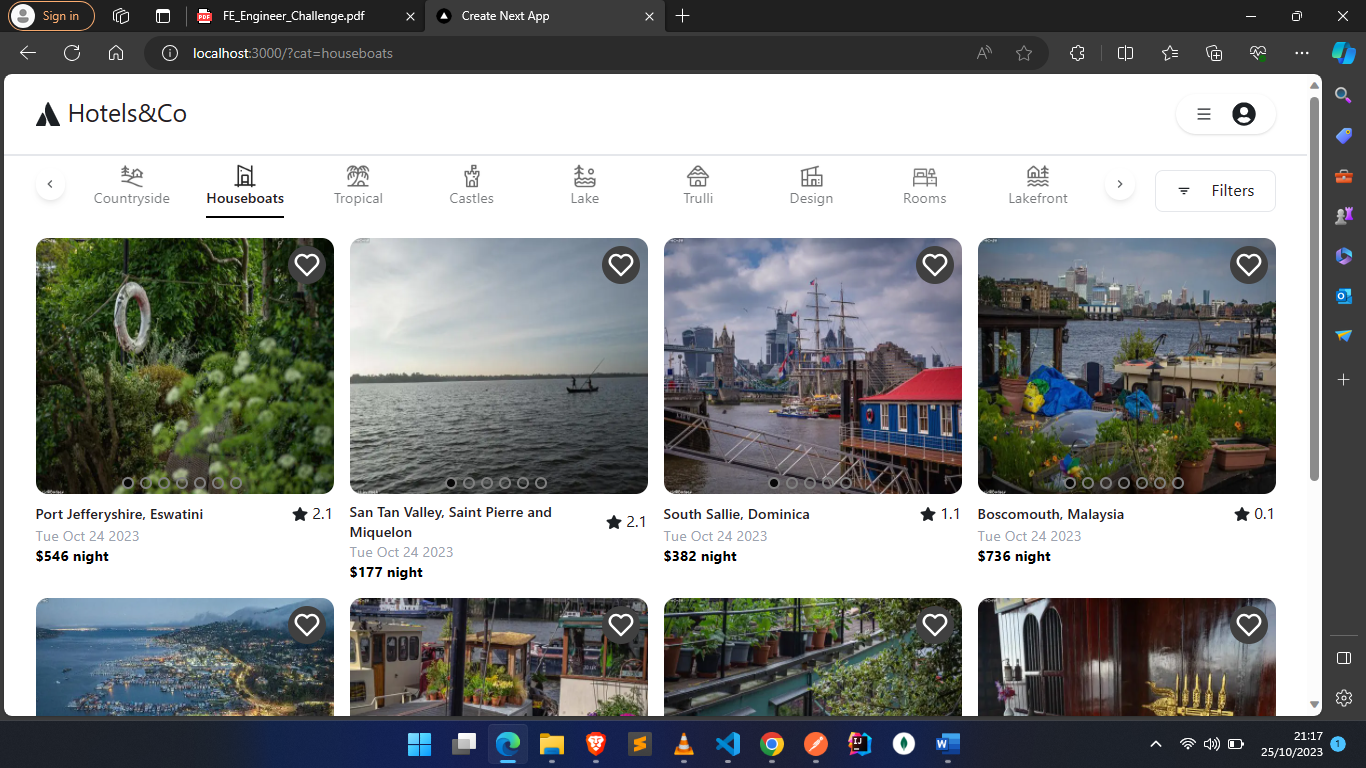 Sign in
FE_Engineer_Challenge.pdf
Create Next App
localhost:3000/?cat=houseboats
Hotels&Co
Countryside
Houseboats
Tropical
Castles
Lake
Trulli
Design
Rooms
Lakefront
Filters
Port Jefferyshire, Eswatini
2.1
Tue Oct 24 2023
$546 night
San Tan Valley, Saint Pierre and
Miquelon
2.1
Tue Oct 24 2023
$177 night
South Sallie, Dominica
1.1
Tue Oct 24 2023
$382 night
Boscomouth, Malaysia
0.1
Tue Oct 24 2023
$736 night
21:17
25/10/2023
1